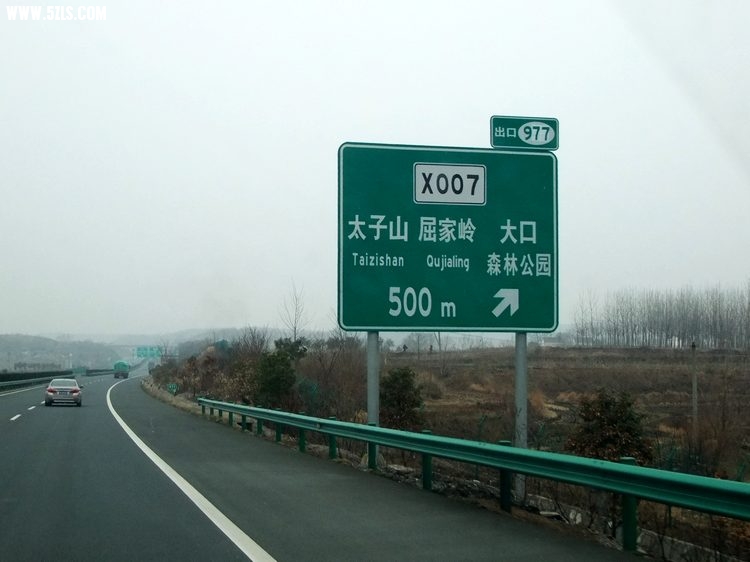 WWW.5ZLS.COM
出口 977
X007
太子山 屈家岭 大口
Taizishan Qujialing 森林公园
500 m